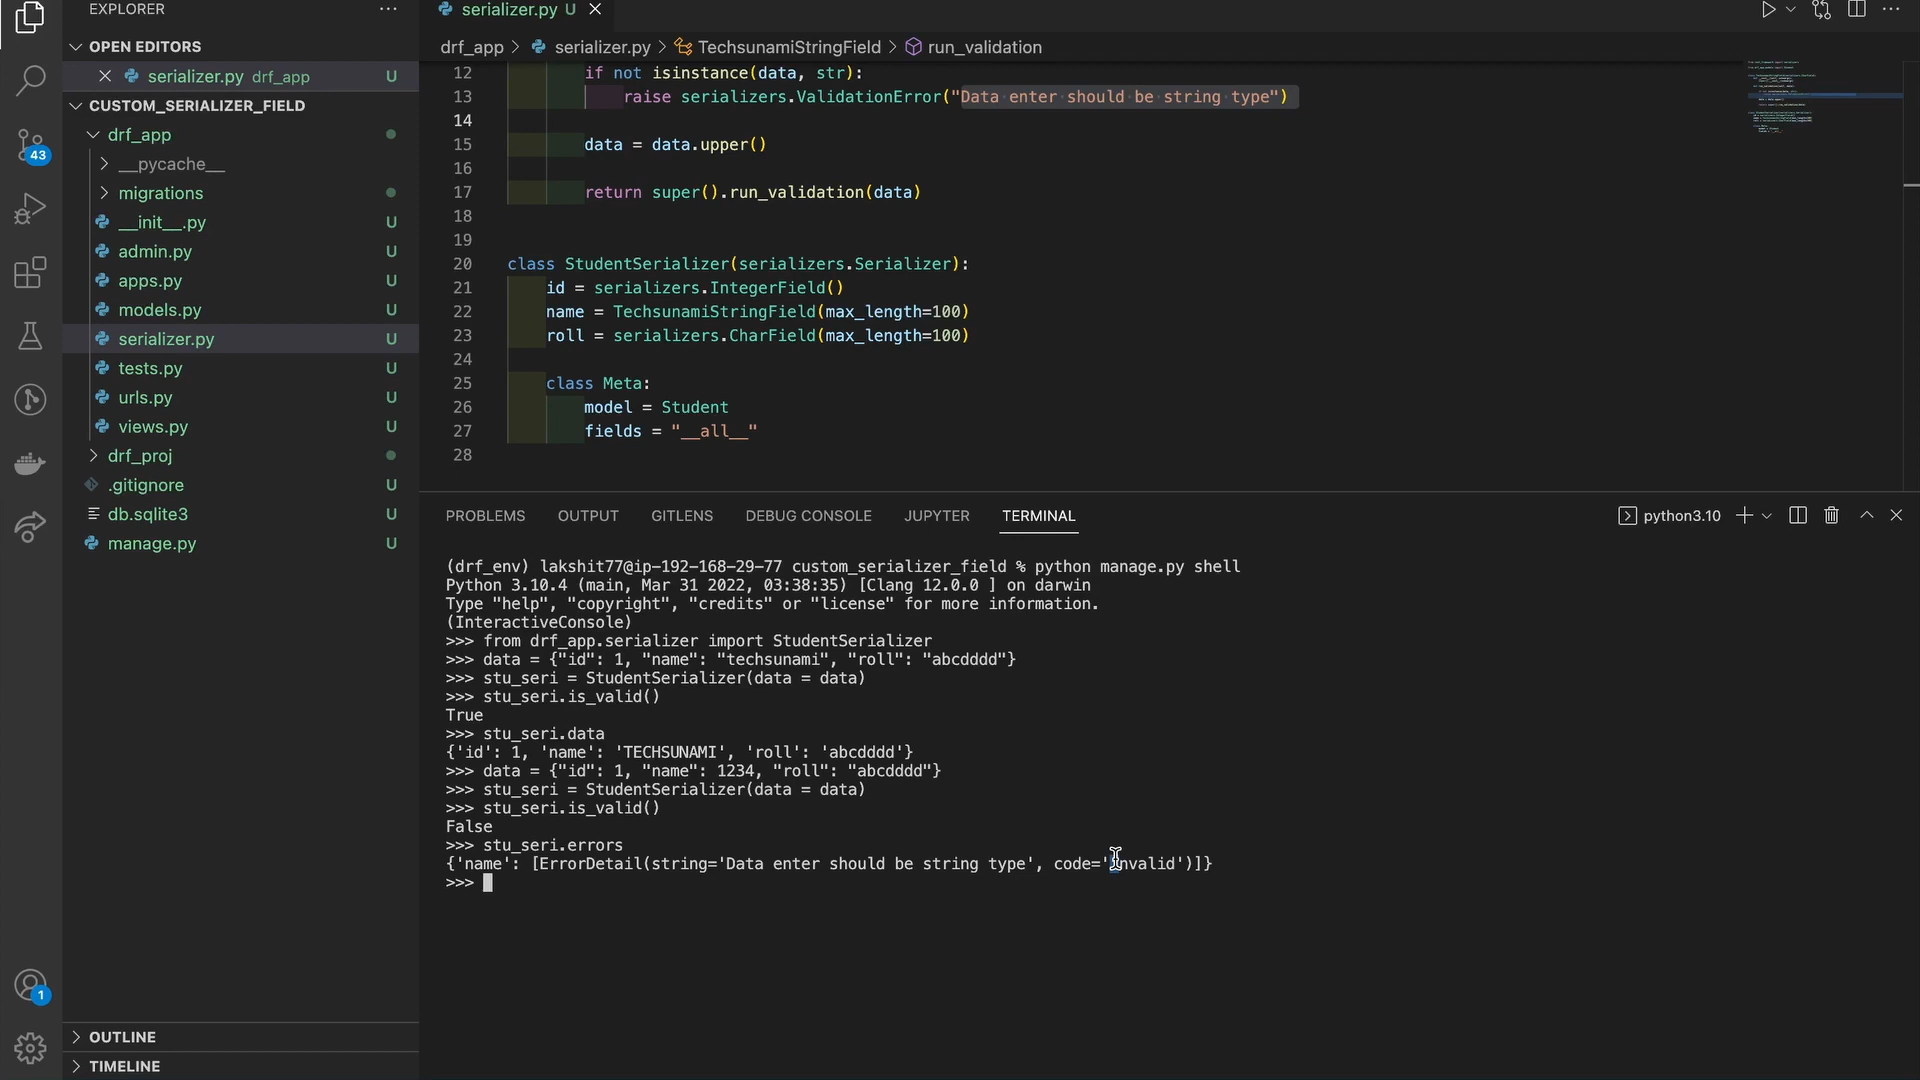 EXPLORER
OPEN EDITORS
serializer.py drf_app U
CUSTOM_SERIALIZER_FIELD
drf_app
__pycache__
migrations
__init__.py U
admin.py U
apps.py U
models.py U
serializer.py U
tests.py U
urls.py U
views.py U
drf_proj
.gitignore U
db.sqlite3 U
manage.py U
OUTLINE
TIMELINE
43
1
serializer.py U
drf_app > serializer.py > TechsunamiStringField > run_validation
12 if not isinstance(data, str):
13 raise serializers.ValidationError("Data enter should be string type")
14
15 data = data.upper()
16
17 return super().run_validation(data)
18
19
20 class StudentSerializer(serializers.Serializer):
21 id = serializers.IntegerField()
22 name = TechsunamiStringField(max_length=100)
23 roll = serializers.CharField(max_length=100)
24
25 class Meta:
26 model = Student
27 fields = "__all__"
28
PROBLEMS OUTPUT GITLENS DEBUG CONSOLE JUPYTER TERMINAL python3.10
(drf_env) lakshit77@ip-192-168-29-77 custom_serializer_field % python manage.py shell
Python 3.10.4 (main, Mar 31 2022, 03:38:35) [Clang 12.0.0 ] on darwin
Type "help", "copyright", "credits" or "license" for more information.
(InteractiveConsole)
>>> from drf_app.serializer import StudentSerializer
>>> data = {"id": 1, "name": "techsunami", "roll": "abcdddd"}
>>> stu_seri = StudentSerializer(data = data)
>>> stu_seri.is_valid()
True
>>> stu_seri.data
{'id': 1, 'name': 'TECHSUNAMI', 'roll': 'abcdddd'}
>>> data = {"id": 1, "name": 1234, "roll": "abcdddd"}
>>> stu_seri = StudentSerializer(data = data)
>>> stu_seri.is_valid()
False
>>> stu_seri.errors
{'name': [ErrorDetail(string='Data enter should be string type', code='invalid')]}
>>>